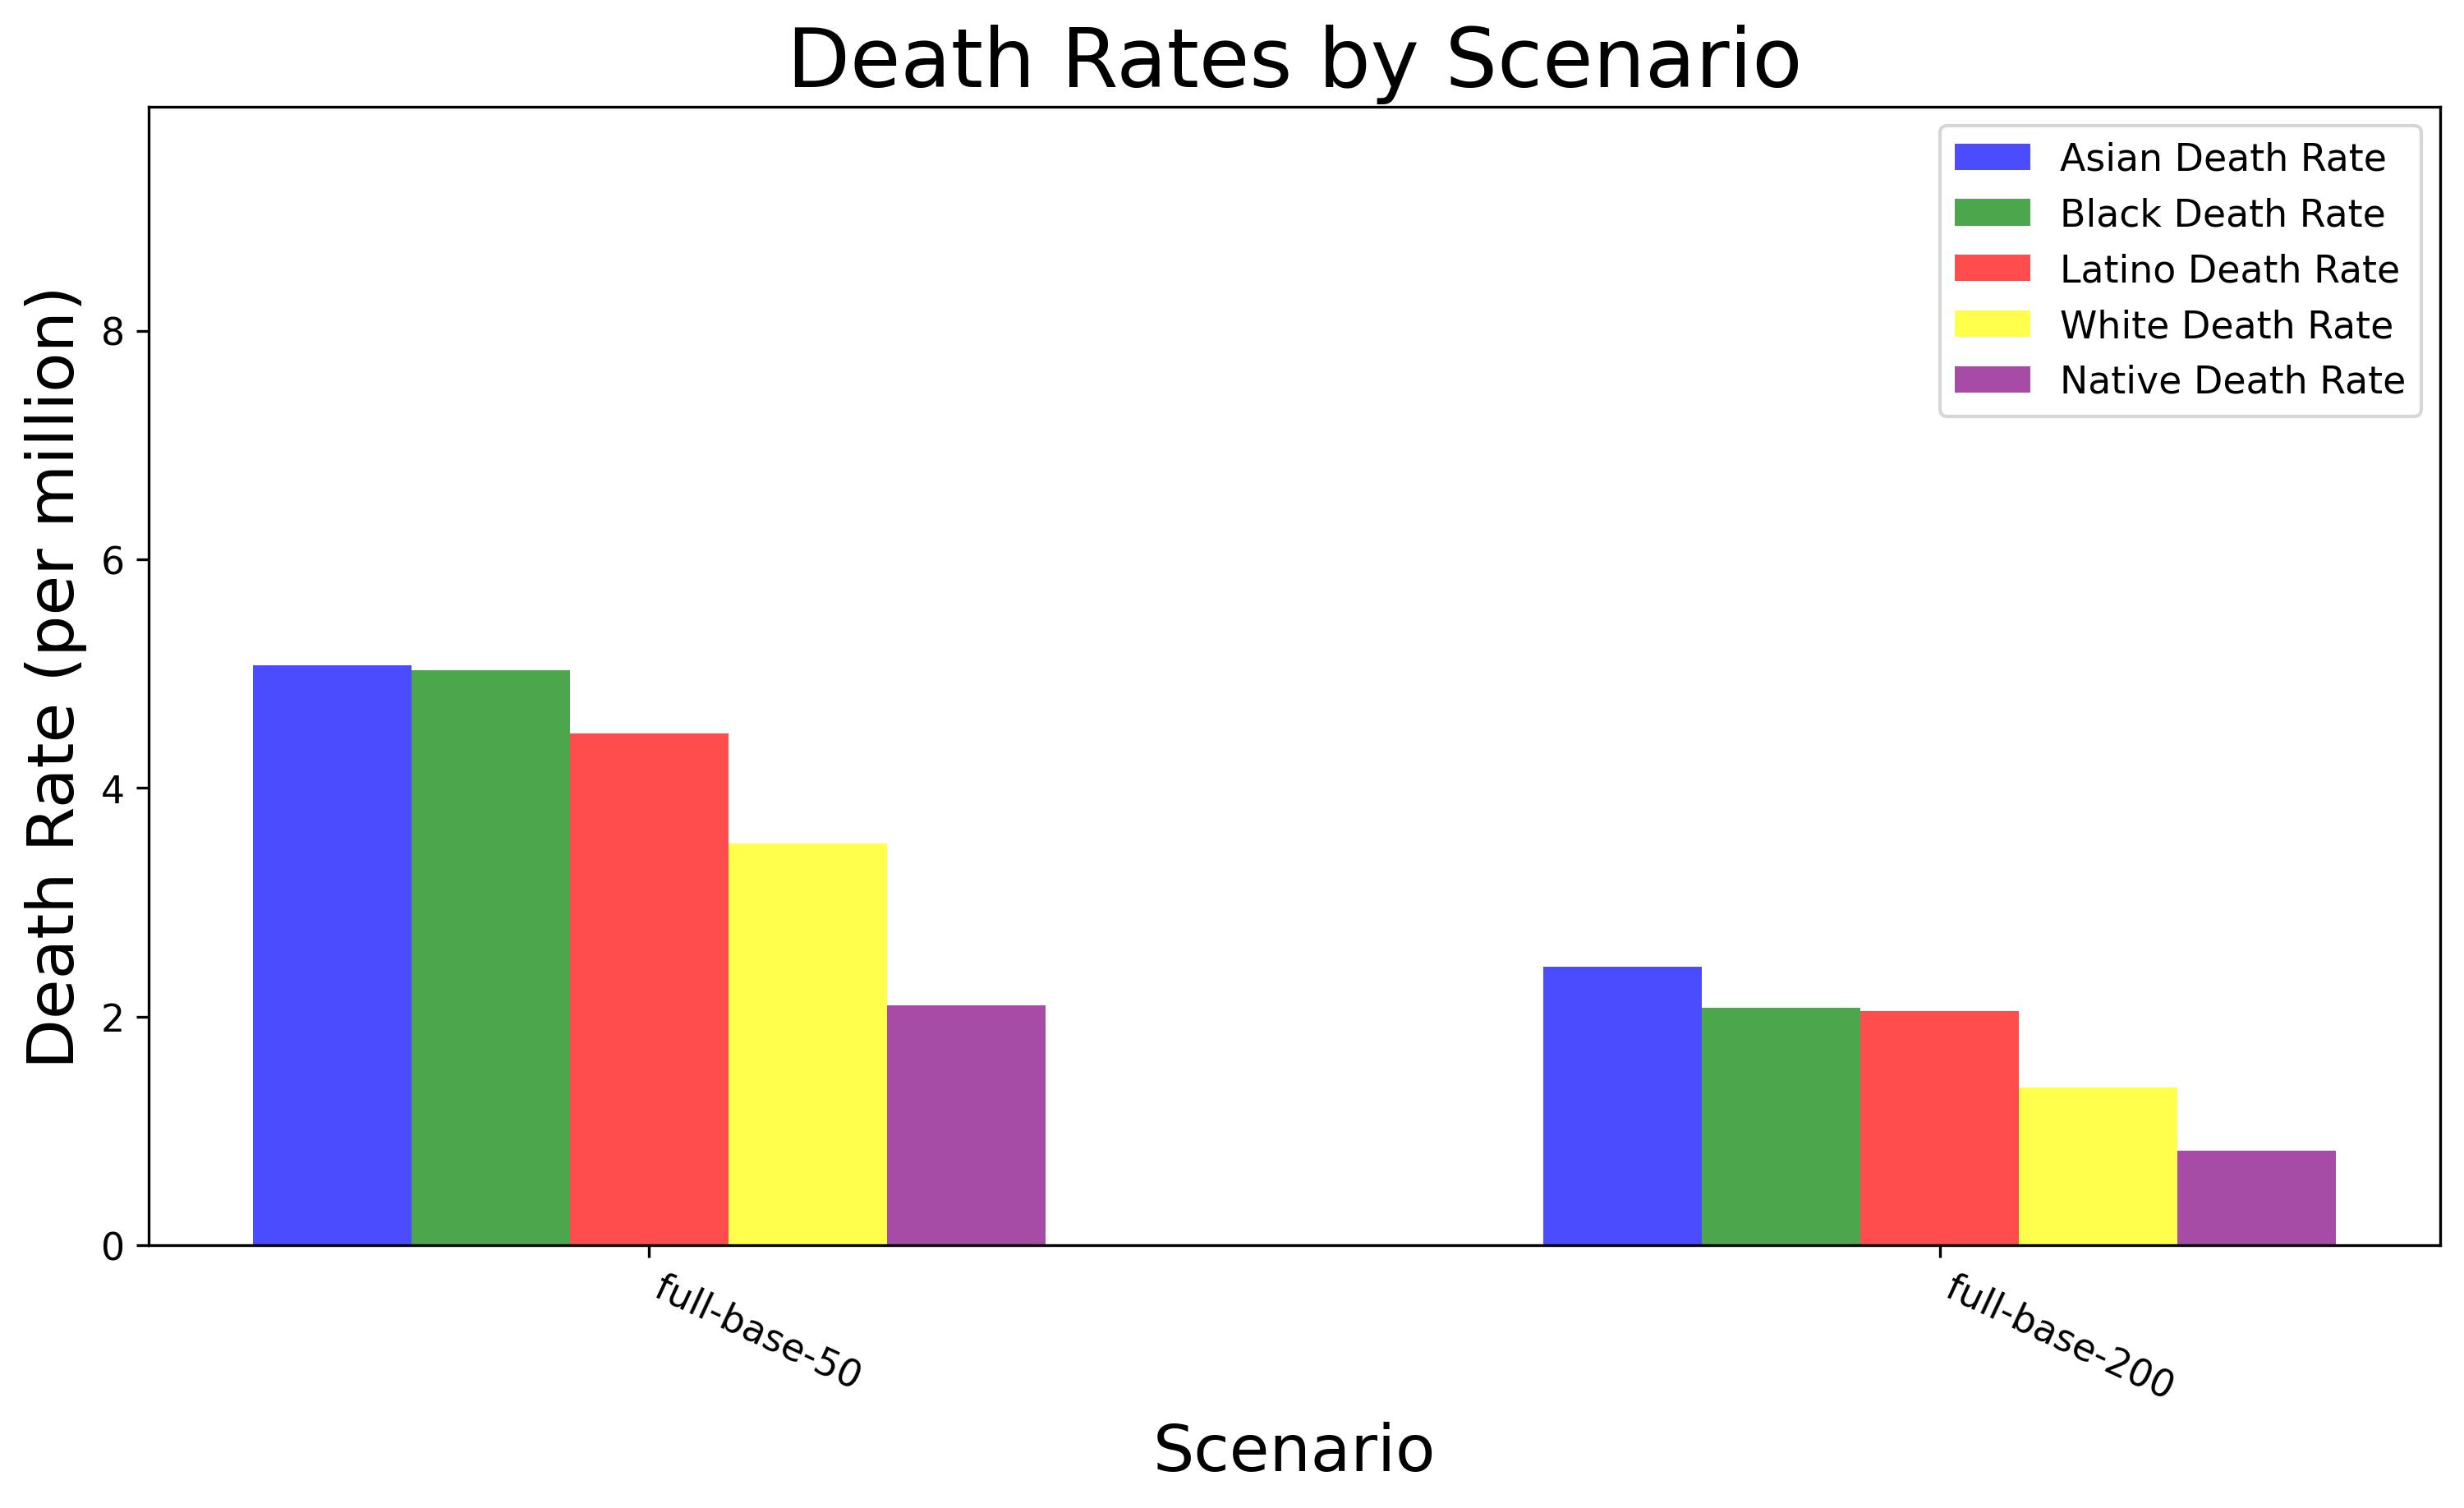 Death Rates by Scenario
Asian Death Rate
Black Death Rate
Latino Death Rate
White Death Rate
Native Death Rate
Death Rate (per million)
8
6
4
2
0
full-base-50
full-base-200
Scenario